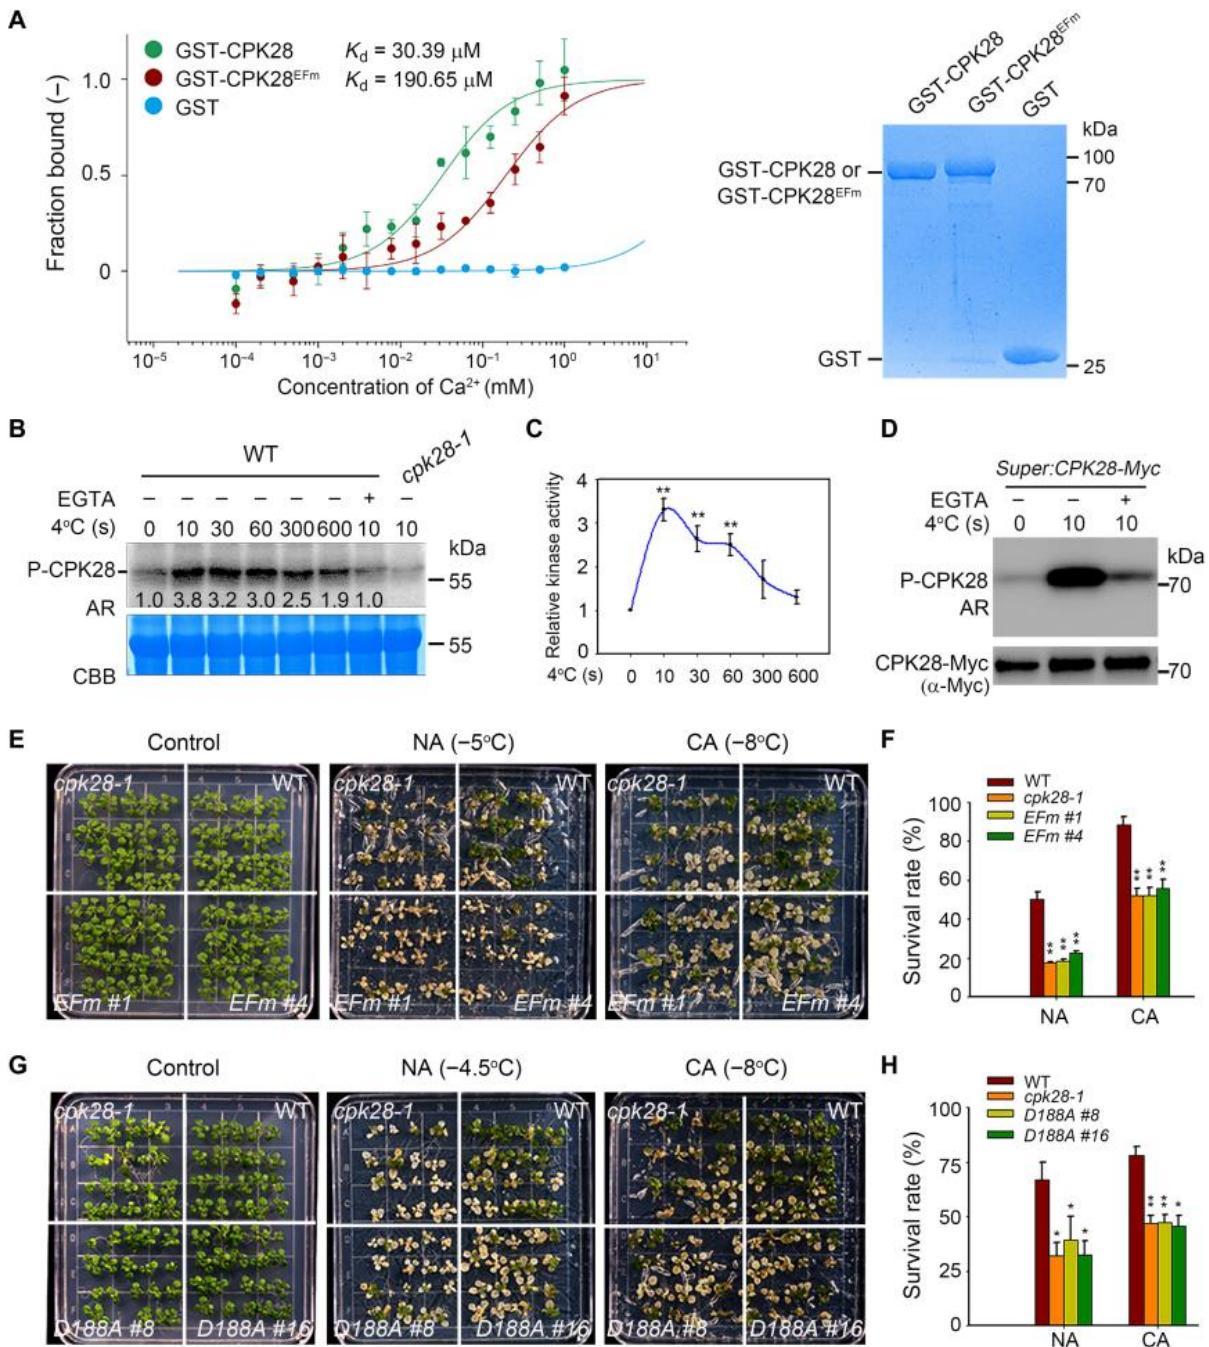 A
GST-CPK28 Kd = 30.39 μM
GST-CPK28EFm Kd = 190.65 μM
GST
Fraction bound (–)
1.0
0.5
0
10−5 10−4 10−3 10−2 10−1 100 101
Concentration of Ca2+ (mM)
GST-CPK28
GST-CPK28EFm
GST
kDa
GST-CPK28 or
GST-CPK28EFm
100
70
GST
25
B
WT
cpk28-1
EGTA – – – – – – + –
4oC (s) 0 10 30 60 300 600 10 10
kDa
P-CPK28
55
1.0 3.8 3.2 3.0 2.5 1.9 1.0
AR
55
CBB
C
Relative kinase activity
4
3
2
1
0
** ** **
4oC (s) 0 10 30 60 300 600
D
Super:CPK28-Myc
EGTA – – +
4oC (s) 0 10 10
kDa
P-CPK28
70
AR
CPK28-Myc
(α-Myc)
70
E
Control NA (−5oC) CA (−8oC)
cpk28-1 WT cpk28-1 WT cpk28-1 WT
EFm #1 EFm #4 EFm #1 EFm #4 EFm #1 EFm #4
F
WT
cpk28-1
EFm #1
EFm #4
Survival rate (%)
100
80
60
40
20
0
** ** ** ** ** **
NA CA
G
Control NA (−4.5oC) CA (−8oC)
cpk28-1 WT cpk28-1 WT cpk28-1 WT
D188A #8 D188A #16 D188A #8 D188A #16 D188A #8 D188A #16
H
WT
cpk28-1
D188A #8
D188A #16
Survival rate (%)
100
75
50
25
0
* * * ** ** *
NA CA